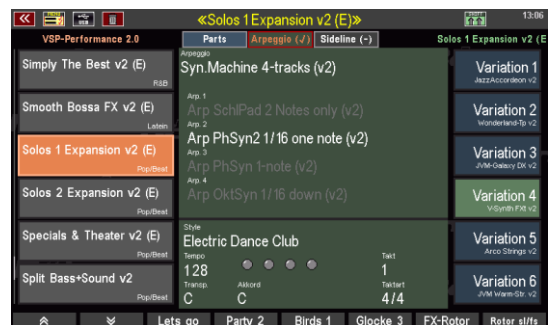 «Solos 1 Expansion v2 (E)»
13:06
VSP-Performance 2.0
Parts
Arpeggio (√)
Sideline (-)
Solos 1 Expansion v2 (E
Simply The Best v2 (E)
R&B
Smooth Bossa FX v2 (E)
Latein
Solos 1 Expansion v2 (E)
Pop/Beat
Solos 2 Expansion v2 (E)
Pop/Beat
Specials & Theater v2 (E)
Pop/Beat
Split Bass+Sound v2
Pop/Beat
Arpeggio
Syn.Machine 4-tracks (v2)
Arp. 1
Arp SchlPad 2 Notes only (v2)
Arp. 2
Arp PhSyn2 1/16 one note (v2)
Arp. 3
Arp PhSyn 1-note (v2)
Arp. 4
Arp OktSyn 1/16 down (v2)
Style
Electric Dance Club
Tempo
Takt
128
1
Transp.
Akkord
Taktart
C
C
4/4
Variation 1
JazzAccordeon v2
Variation 2
Wonderland-Tp v2
Variation 3
JVM-Galaxy DX v2
Variation 4
V-Synth FXt v2
Variation 5
Arco Strings v2
Variation 6
JVM Warm-Str. v2
Lets go
Party 2
Birds 1
Glocke 3
FX-Rotor
Rotor sl/fs